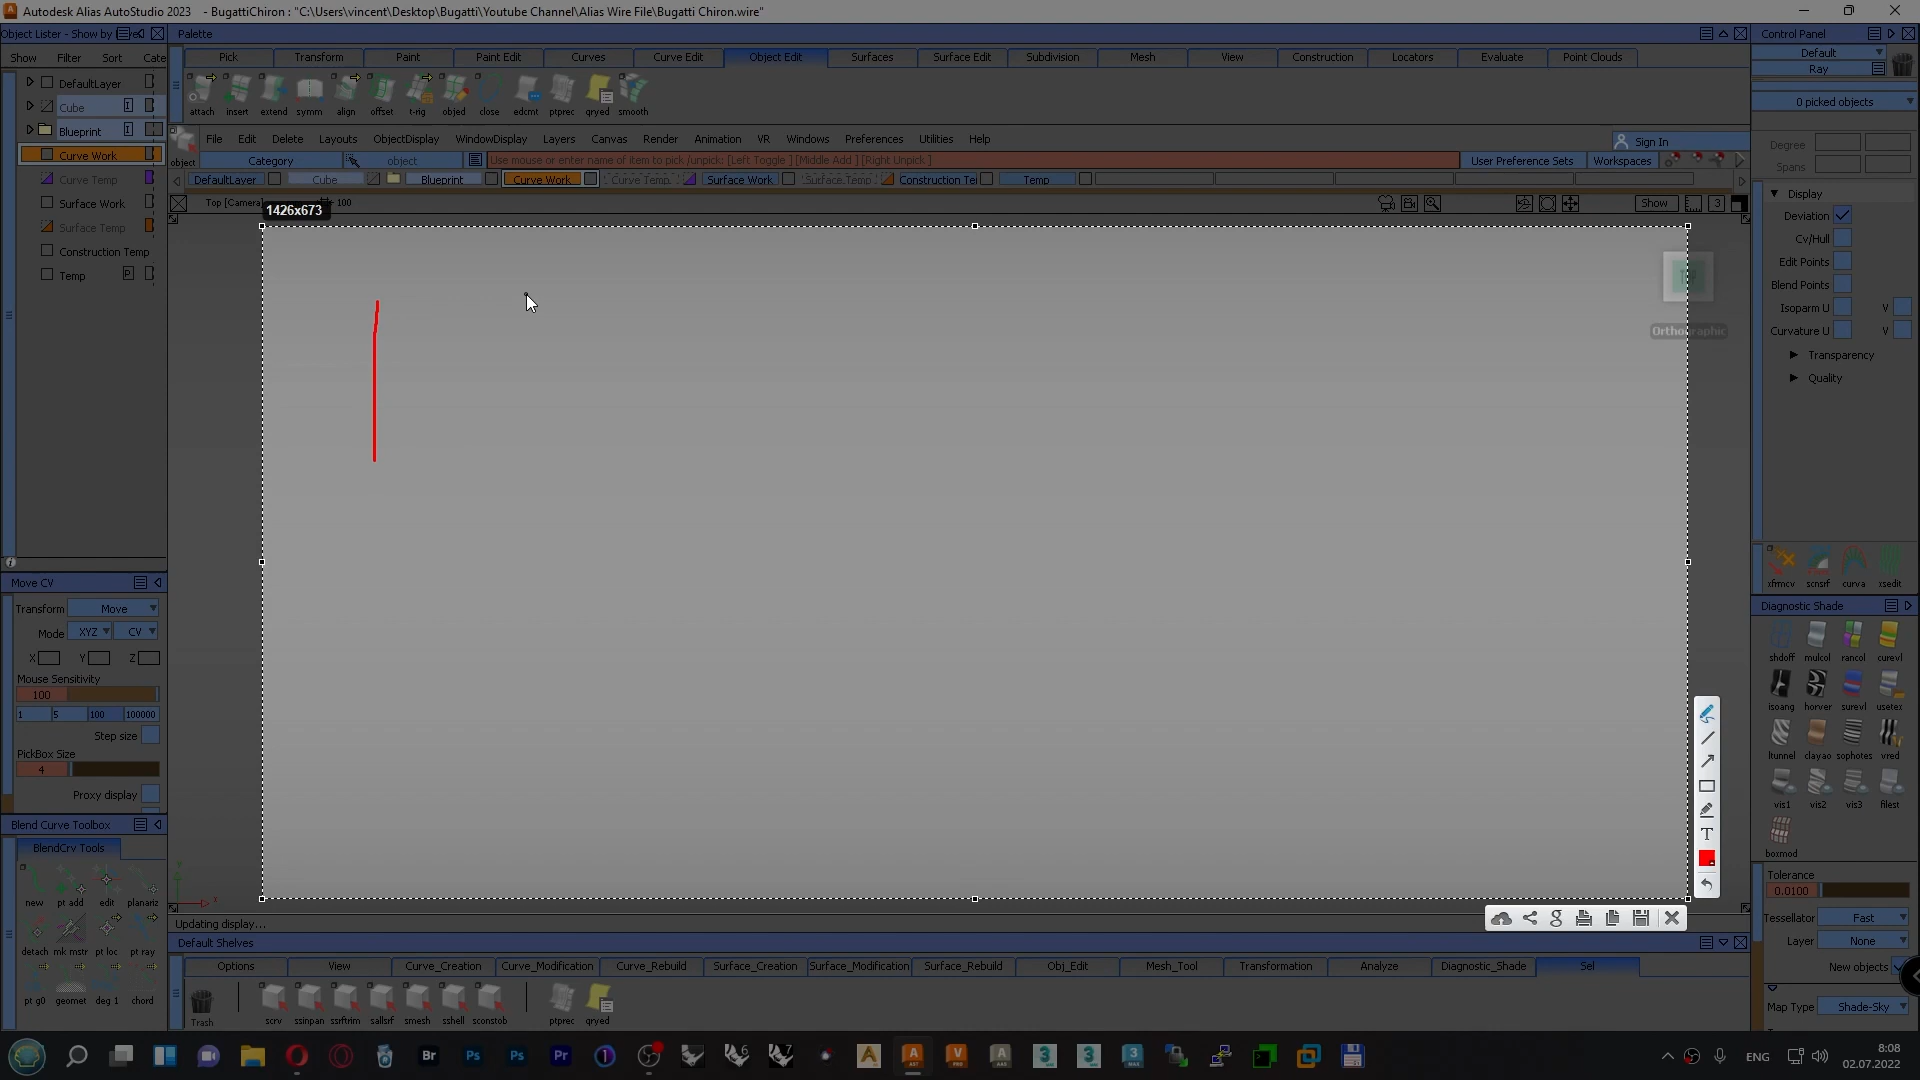 Autodesk Alias AutoStudio 2023 - BugattiChiron : "C:\Users\vincent\Desktop\Bugatti\Youtube Channel\Alias Wire File\Bugatti Chiron.wire"
Object Lister - Show by
Palette
Control Panel
Show Filter Sort Cate
Pick Transform Paint Paint Edit Curves Curve Edit Object Edit Surfaces Surface Edit Subdivision Mesh View Construction Locators Evaluate Point Clouds
Default
Ray
DefaultLayer
Cube
Blueprint
Curve Work
Curve Temp
Surface Work
Surface Temp
Construction Temp
Temp P
attach insert extend symm align offset t-rig objed close edcmt ptprec qryed smooth
0 picked objects
File Edit Delete Layouts ObjectDisplay WindowDisplay Layers Canvas Render Animation VR Windows Preferences Utilities Help
Sign In
object Category object Use mouse or enter name of item to pick /unpick: [Left Toggle ] [Middle Add ] [Right Unpick ] User Preference Sets Workspaces
DefaultLayer Cube Blueprint Curve Work Curve Temp Surface Work Surface Temp Construction Te Temp
Top [Camera] 100
Show 3
1426x673
Degree
Spans
Display
Deviation
Cv/Hull
Edit Points
Blend Points
Isoparm U V
Curvature U V
Transparency
Quality
Orthographic
xfrmcv scnsrf curva xsedit
Move CV
Transform Move
Mode XYZ CV
X Y Z
Mouse Sensitivity
100
1 5 100 100000
Step size
PickBox Size
4
Proxy display
Diagnostic Shade
shdoff mulcol rancol curevl
isoang horver surevl usetex
ltunnel clayao sophotes vred
vis1 vis2 vis3 filest
boxmod
Blend Curve Toolbox
BlendCrv Tools
new pt add edit planariz
detach mk mstr pt loc pt ray
pt g0 geomet deg 1 chord
T
Tolerance
0.0100
Tessellator Fast
Layer None
New objects
Map Type Shade-Sky
Updating display...
Default Shelves
Options View Curve_Creation Curve_Modification Curve_Rebuild Surface_Creation Surface_Modification Surface_Rebuild Obj_Edit Mesh_Tool Transformation Analyze Diagnostic_Shade Sel
Trash scrv ssinpan ssrftrim sallsrf smesh sshell sconstob ptprec qryed
Br Ps Ps Pr
ENG
8:08
02.07.2022